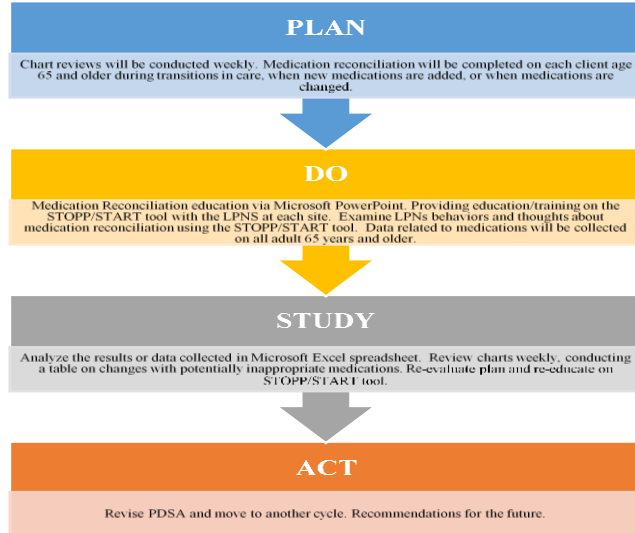 PLAN
Chart reviews will be conducted weekly. Medication reconciliation will be completed on each client age
65 and older during transitions in care, when new medications are added, or when medications are
changed.
DO
Medication Reconciliation education via Microsoft PowerPoint. Providing education/training on the
STOPP/START tool with the LPNS at each site. Examine LPNs behaviors and thoughts about
medication reconciliation using the STOPP/START tool. Data related to medications will be collected
on all adult 65 years and older.
STUDY
Analyze the results or data collected in Microsoft Excel spreadsheet. Review charts weekly, conducting
a table on changes with potentially inappropriate medications. Re-evaluate plan and re-educate on
STOPP/START tool.
ACT
Revise PDSA and move to another cycle. Recommendations for the future.